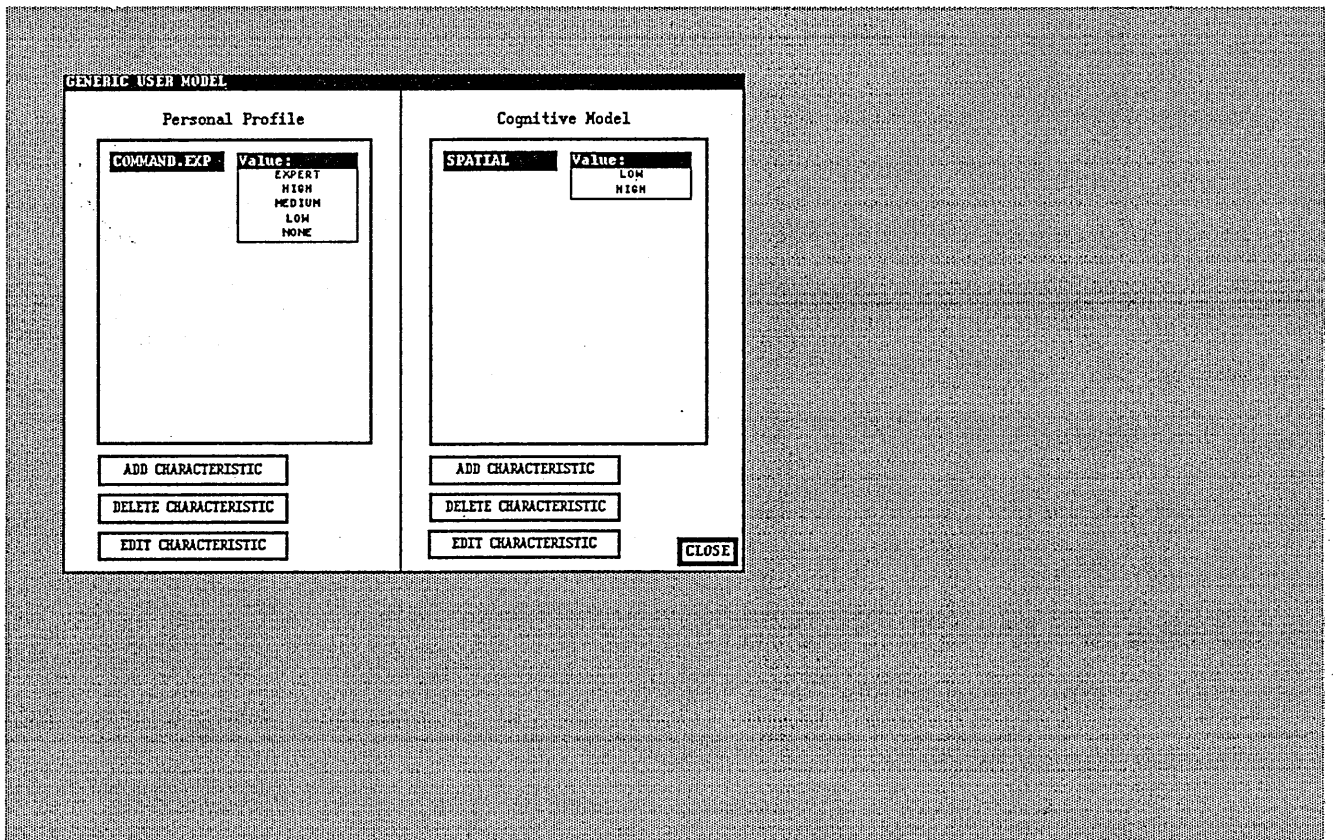 GENERIC USER MODEL
Personal Profile
COMMAND.EXP
Value:
EXPERT
HIGH
MEDIUM
LOW
NONE
ADD CHARACTERISTIC
DELETE CHARACTERISTIC
EDIT CHARACTERISTIC
Cognitive Model
SPATIAL
Value:
LOW
HIGH
ADD CHARACTERISTIC
DELETE CHARACTERISTIC
EDIT CHARACTERISTIC
CLOSE